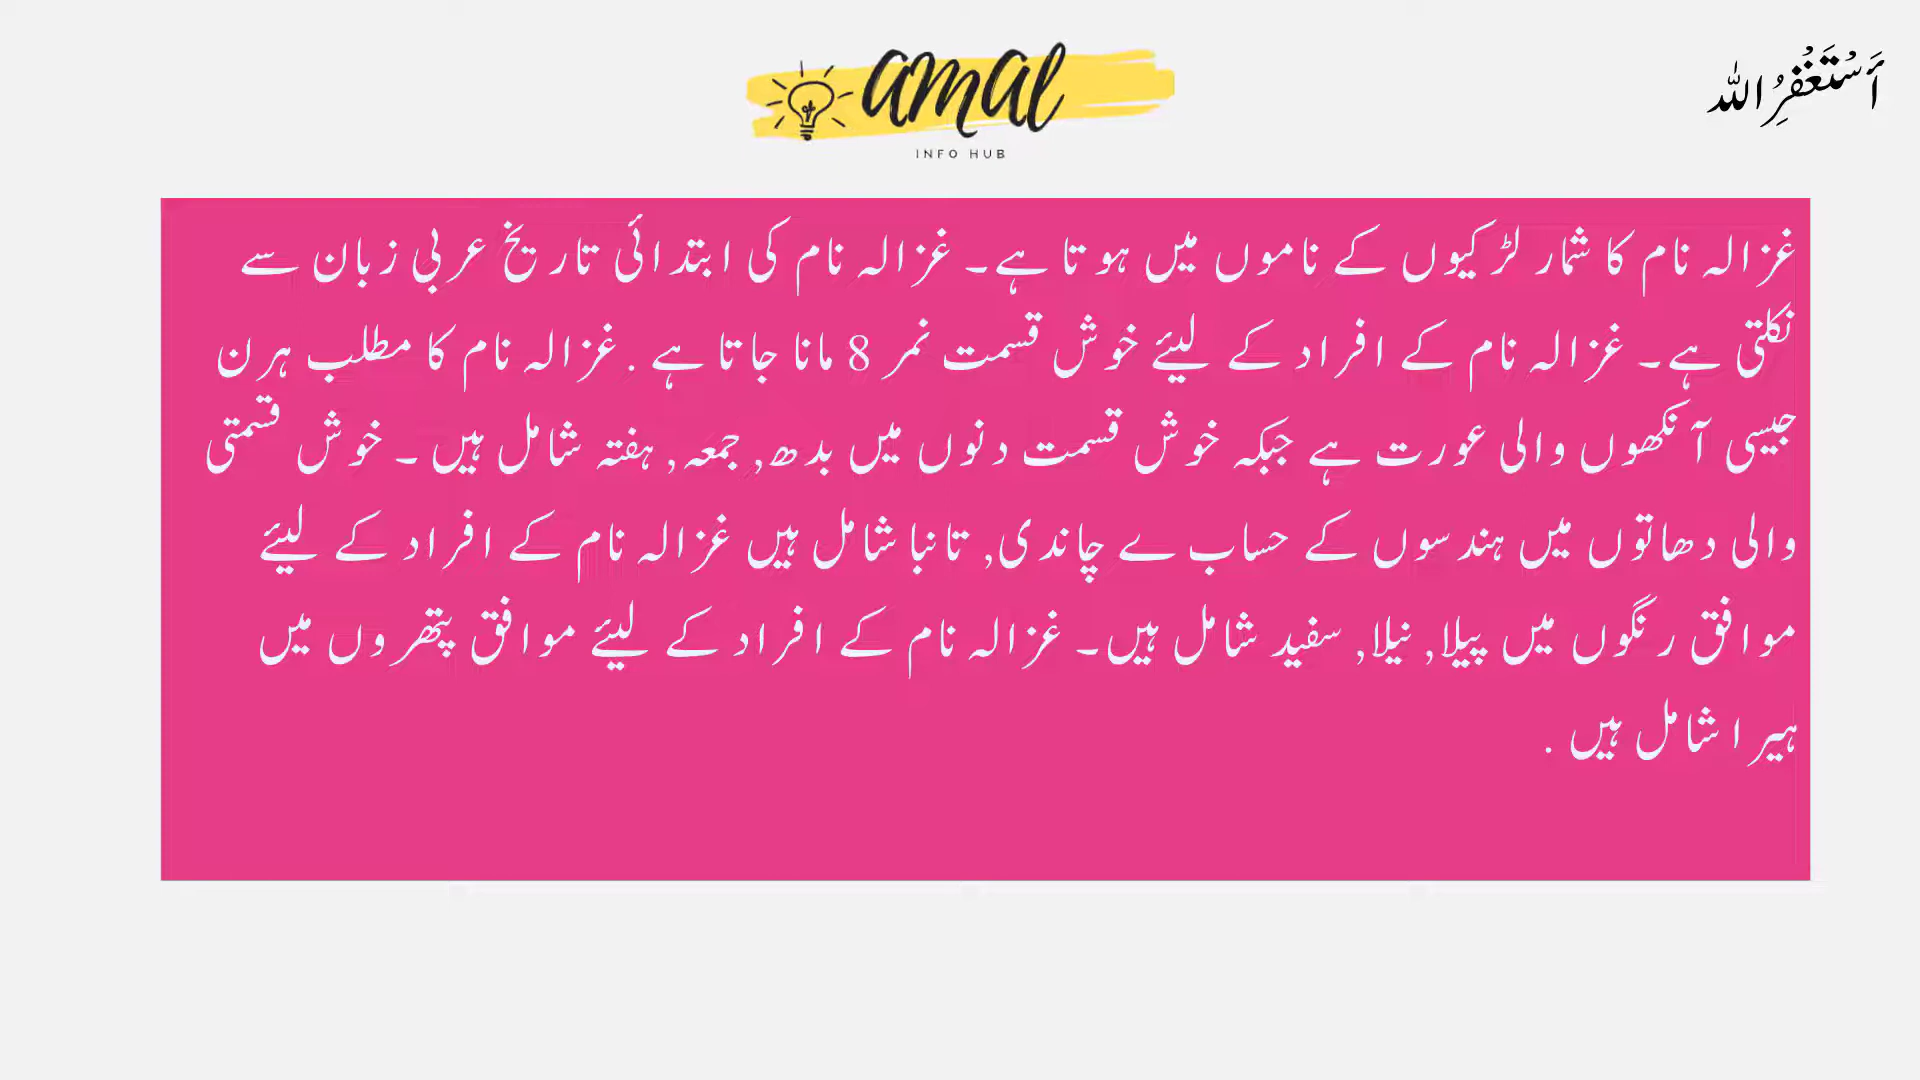 amal
INFO HUB
أَسْتَغْفِرُ الله
غزالہ نام کا شمار لڑکیوں کے ناموں میں ہوتا ہے۔ غزالہ نام کی ابتدائی تاریخ عربی زبان سے
نکلتی ہے۔ غزالہ نام کے افراد کے لیئے خوش قسمت نمر 8 مانا جاتا ہے . غزالہ نام کا مطلب ہرن
جیسی آنکھوں والی عورت ہے جبکہ خوش قسمت دنوں میں بدھ, جمعہ, ہفتہ شامل ہیں۔ خوش قسمتی
والی دھاتوں میں ہندسوں کے حساب ے چاندی, تانبا شامل ہیں غزالہ نام کے افراد کے لیئے
موافق رنگوں میں پیلا, نیلا, سفید شامل ہیں۔ غزالہ نام کے افراد کے لیئے موافق پتھروں میں
ہیرا شامل ہیں .